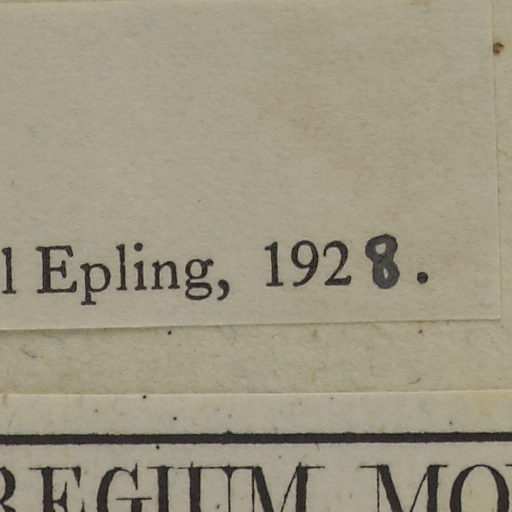 l Epling, 1928.
REGIUM MO